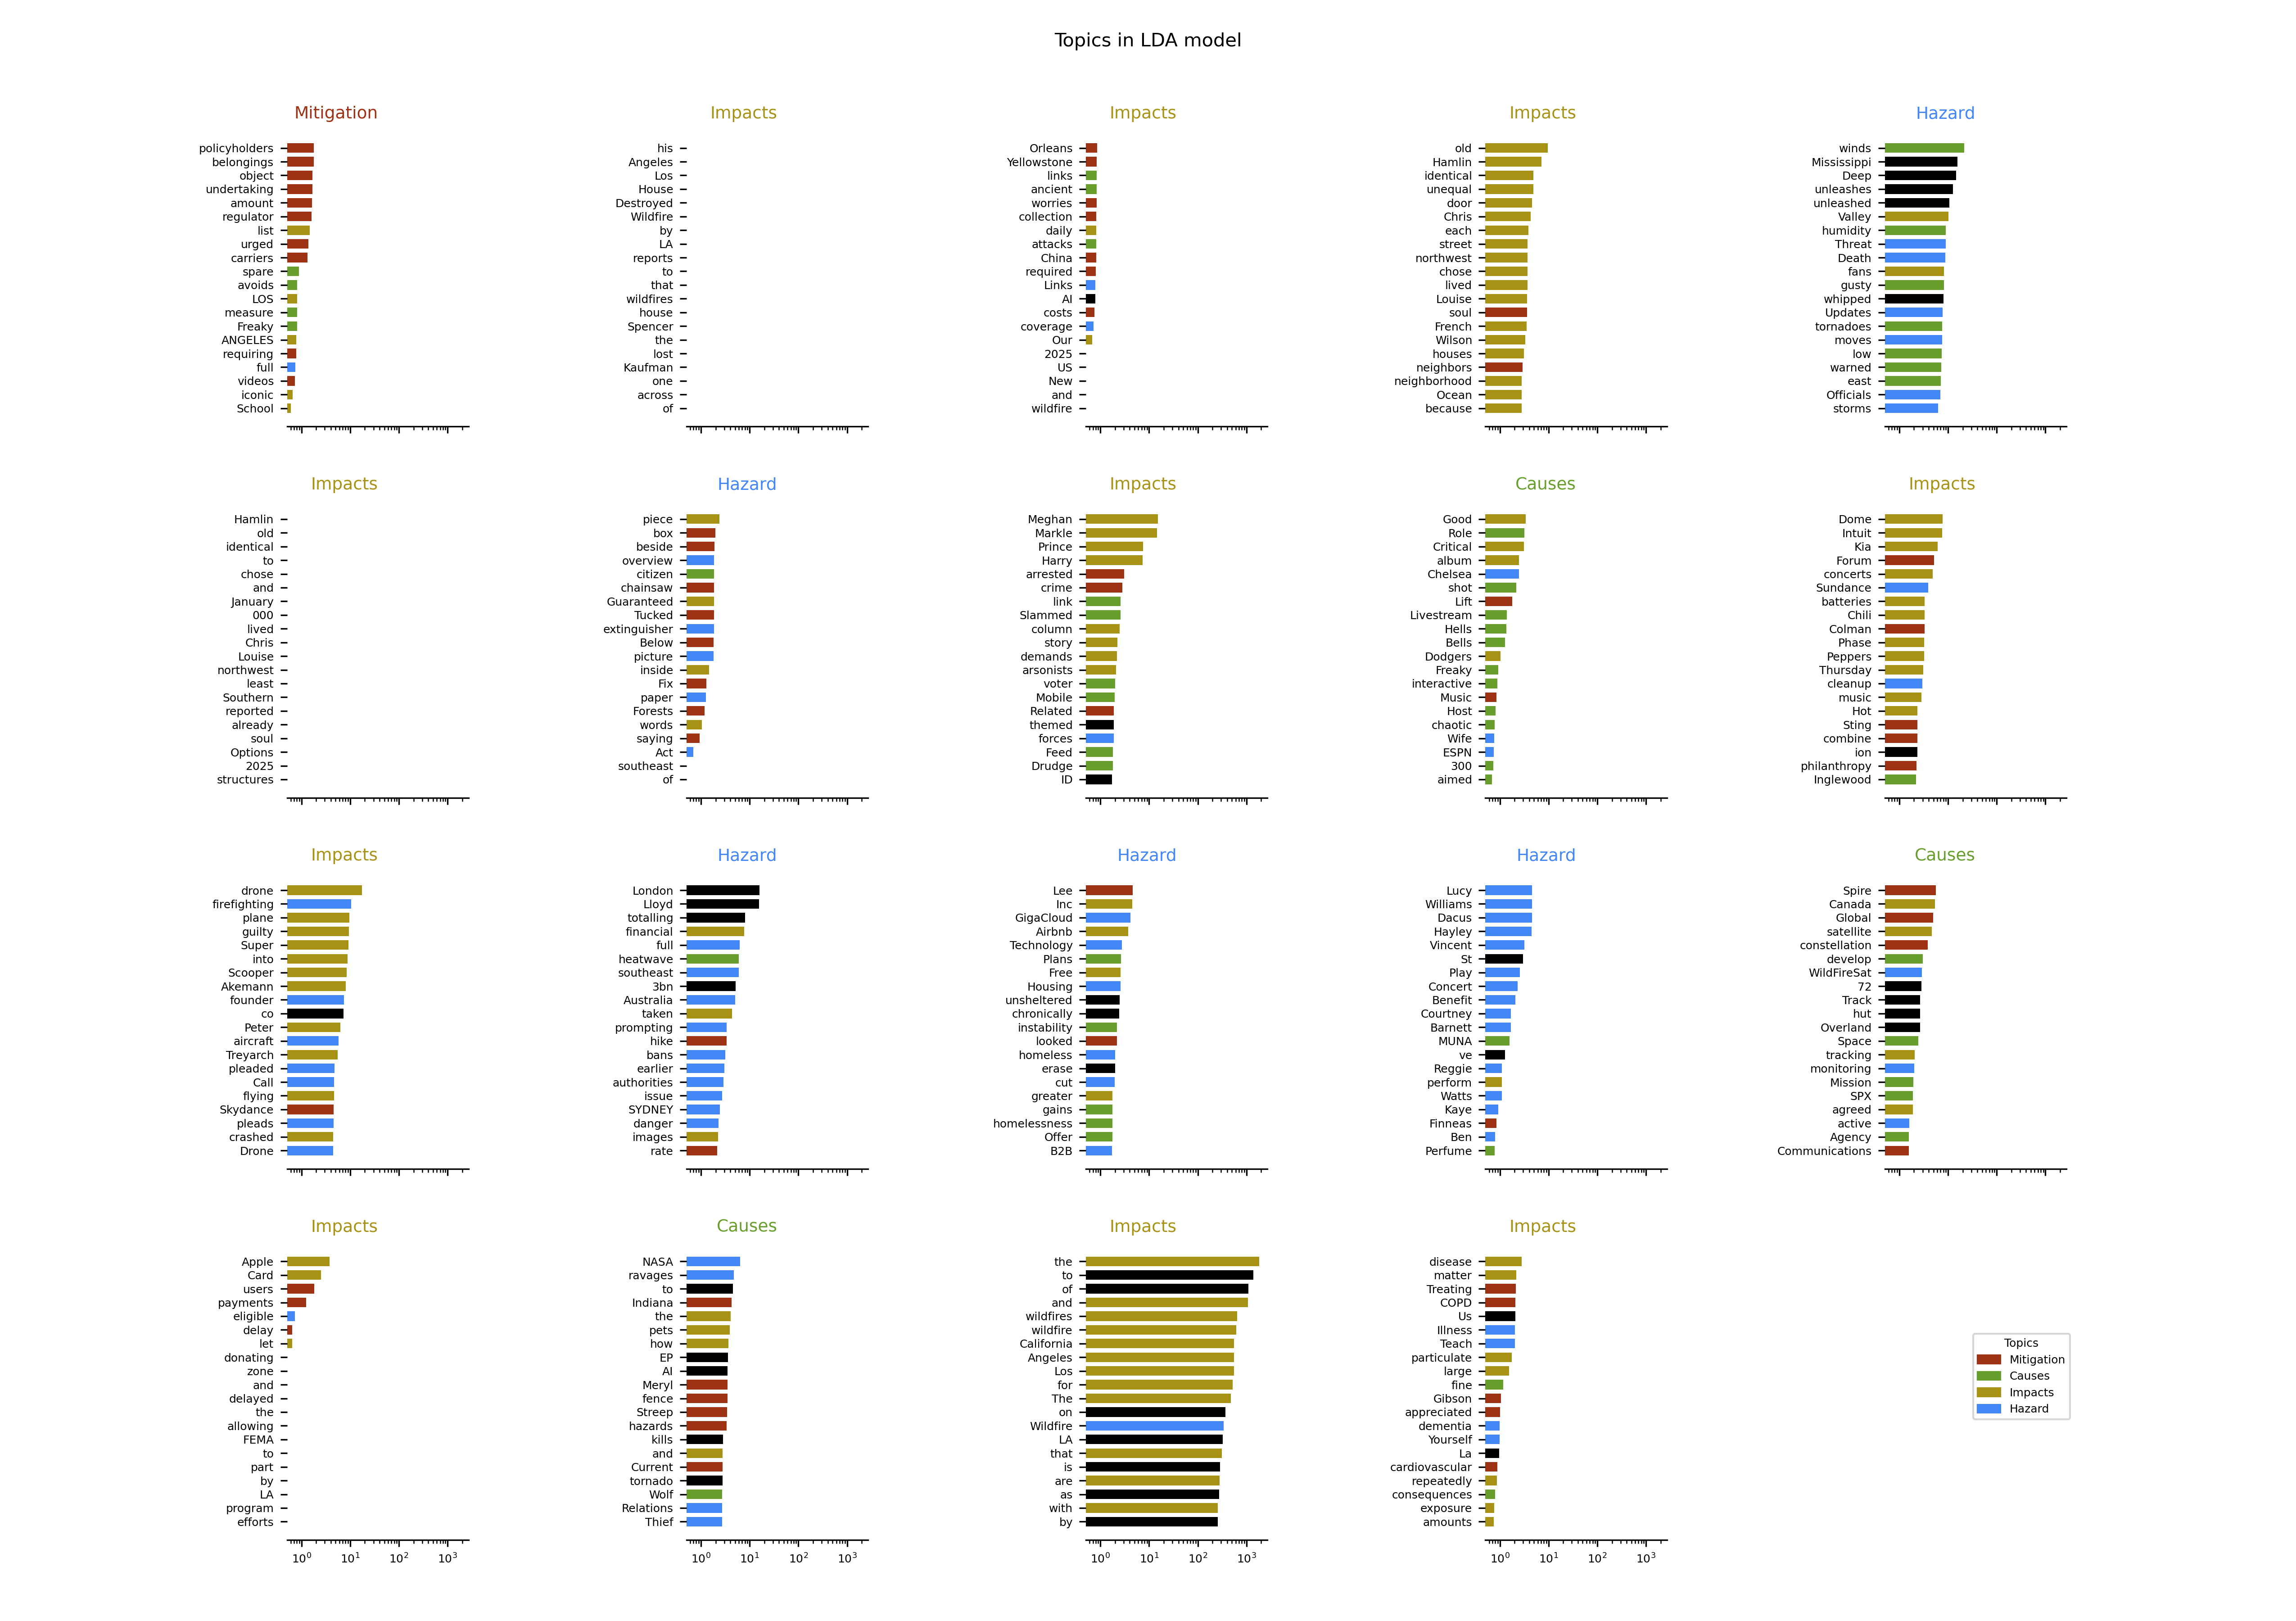 Topics in LDA model
Mitigation
policyholders
belongings
object
undertaking
amount
regulator
list
urged
carriers
spare
avoids
LOS
measure
Freaky
ANGELES
requiring
full
videos
iconic
School
Impacts
his
Angeles
Los
House
Destroyed
Wildfire
by
LA
reports
to
that
wildfires
house
Spencer
the
lost
Kaufman
one
across
of
Impacts
Orleans
Yellowstone
links
ancient
worries
collection
daily
attacks
China
required
Links
AI
costs
coverage
Our
2025
US
New
and
wildfire
Impacts
old
Hamlin
identical
unequal
door
Chris
each
street
northwest
chose
lived
Louise
soul
French
Wilson
houses
neighbors
neighborhood
Ocean
because
Hazard
winds
Mississippi
Deep
unleashes
unleashed
Valley
humidity
Threat
Death
fans
gusty
whipped
Updates
tornadoes
moves
low
warned
east
Officials
storms
Impacts
Hamlin
old
identical
to
chose
and
January
000
lived
Chris
Louise
northwest
least
Southern
reported
already
soul
Options
2025
structures
Hazard
piece
box
beside
overview
citizen
chainsaw
Guaranteed
Tucked
extinguisher
Below
picture
inside
Fix
paper
Forests
words
saying
Act
southeast
of
Impacts
Meghan
Markle
Prince
Harry
arrested
crime
link
Slammed
column
story
demands
arsonists
voter
Mobile
Related
themed
forces
Feed
Drudge
ID
Causes
Good
Role
Critical
album
Chelsea
shot
Lift
Livestream
Hells
Bells
Dodgers
Freaky
interactive
Music
Host
chaotic
Wife
ESPN
300
aimed
Impacts
Dome
Intuit
Kia
Forum
concerts
Sundance
batteries
Chili
Colman
Phase
Peppers
Thursday
cleanup
music
Hot
Sting
combine
ion
philanthropy
Inglewood
Impacts
drone
firefighting
plane
guilty
Super
into
Scooper
Akemann
founder
co
Peter
aircraft
Treyarch
pleaded
Call
flying
Skydance
pleads
crashed
Drone
Hazard
London
Lloyd
totalling
financial
full
heatwave
southeast
3bn
Australia
taken
prompting
hike
bans
earlier
authorities
issue
SYDNEY
danger
images
rate
Hazard
Lee
Inc
GigaCloud
Airbnb
Technology
Plans
Free
Housing
unsheltered
chronically
instability
looked
homeless
erase
cut
greater
gains
homelessness
Offer
B2B
Hazard
Lucy
Williams
Dacus
Hayley
Vincent
St
Play
Concert
Benefit
Courtney
Barnett
MUNA
ve
Reggie
perform
Watts
Kaye
Finneas
Ben
Perfume
Causes
Spire
Canada
Global
satellite
constellation
develop
WildFireSat
72
Track
hut
Overland
Space
tracking
monitoring
Mission
SPX
agreed
active
Agency
Communications
Impacts
Apple
Card
users
payments
eligible
delay
let
donating
zone
and
delayed
the
allowing
FEMA
to
part
by
LA
program
efforts
10⁰ 10¹ 10² 10³
Causes
NASA
ravages
to
Indiana
the
pets
how
EP
AI
Meryl
fence
Streep
hazards
kills
and
Current
tornado
Wolf
Relations
Thief
10⁰ 10¹ 10² 10³
Impacts
the
to
of
and
wildfires
wildfire
California
Angeles
Los
for
The
on
Wildfire
LA
that
is
are
as
with
by
10⁰ 10¹ 10² 10³
Impacts
disease
matter
Treating
COPD
Us
Illness
Teach
particulate
large
fine
Gibson
appreciated
dementia
Yourself
La
cardiovascular
repeatedly
consequences
exposure
amounts
10⁰ 10¹ 10² 10³
Topics
Mitigation
Causes
Impacts
Hazard